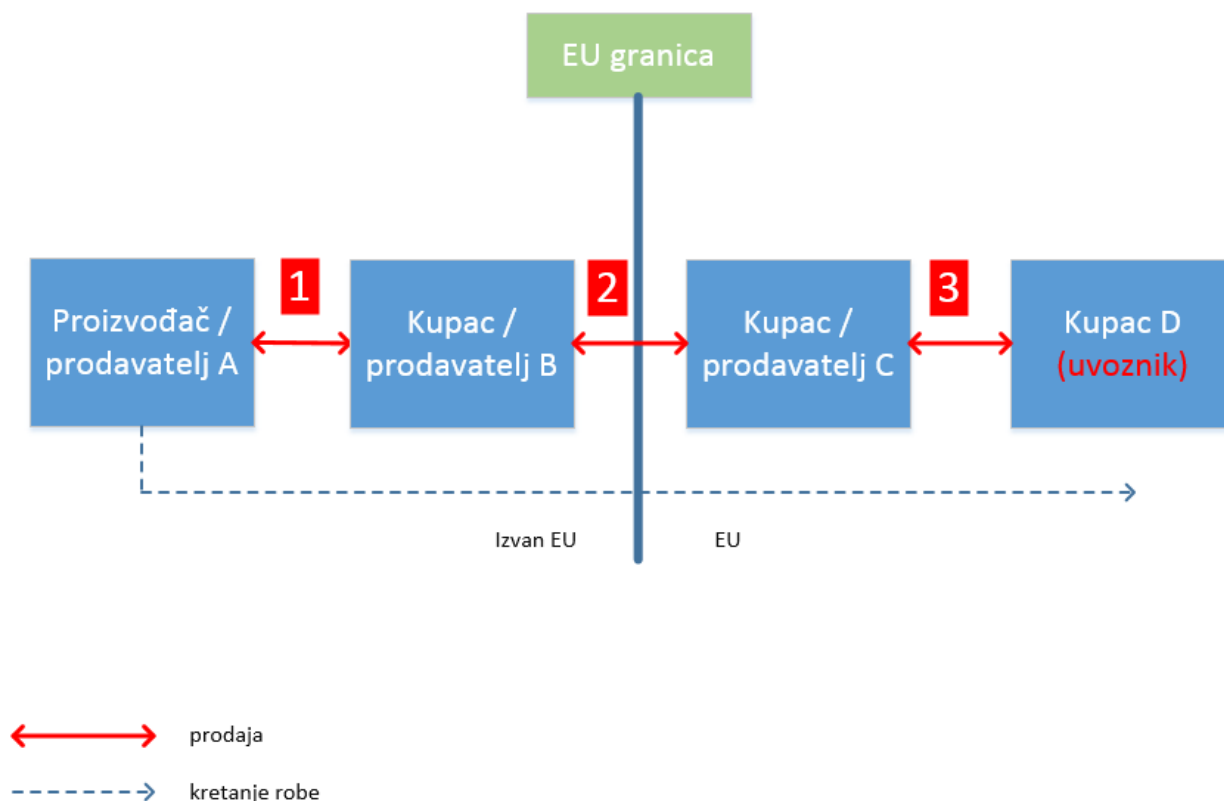 EU granica
1
2
3
Proizvođač /
prodavatelj A
Kupac /
prodavatelj B
Kupac /
prodavatelj C
Kupac D
(uvoznik)
Izvan EU
EU
prodaja
kretanje robe